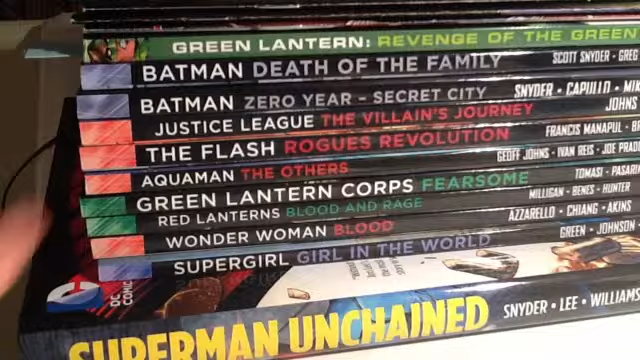 GREEN LANTERN: REVENGE OF THE GREEN
BATMAN DEATH OF THE FAMILY SCOTT SNYDER • GREG
BATMAN ZERO YEAR – SECRET CITY SNYDER • CAPULLO •
JUSTICE LEAGUE THE VILLAIN'S JOURNEY JOHNS
THE FLASH ROGUES REVOLUTION FRANCIS MANAPUL •
AQUAMAN THE OTHERS GEOFF JOHNS • IVAN REIS • JOE
GREEN LANTERN CORPS FEARSOME TOMASI •
RED LANTERNS BLOOD AND RAGE MILLIGAN • BENES • HUNTER
WONDER WOMAN BLOOD AZZARELLO • CHIANG • AKINS
SUPERGIRL GIRL IN THE WORLD GREEN • JOHNSON
DC COMIC
SUPERMAN UNCHAINED SNYDER • LEE • WILLIAMS